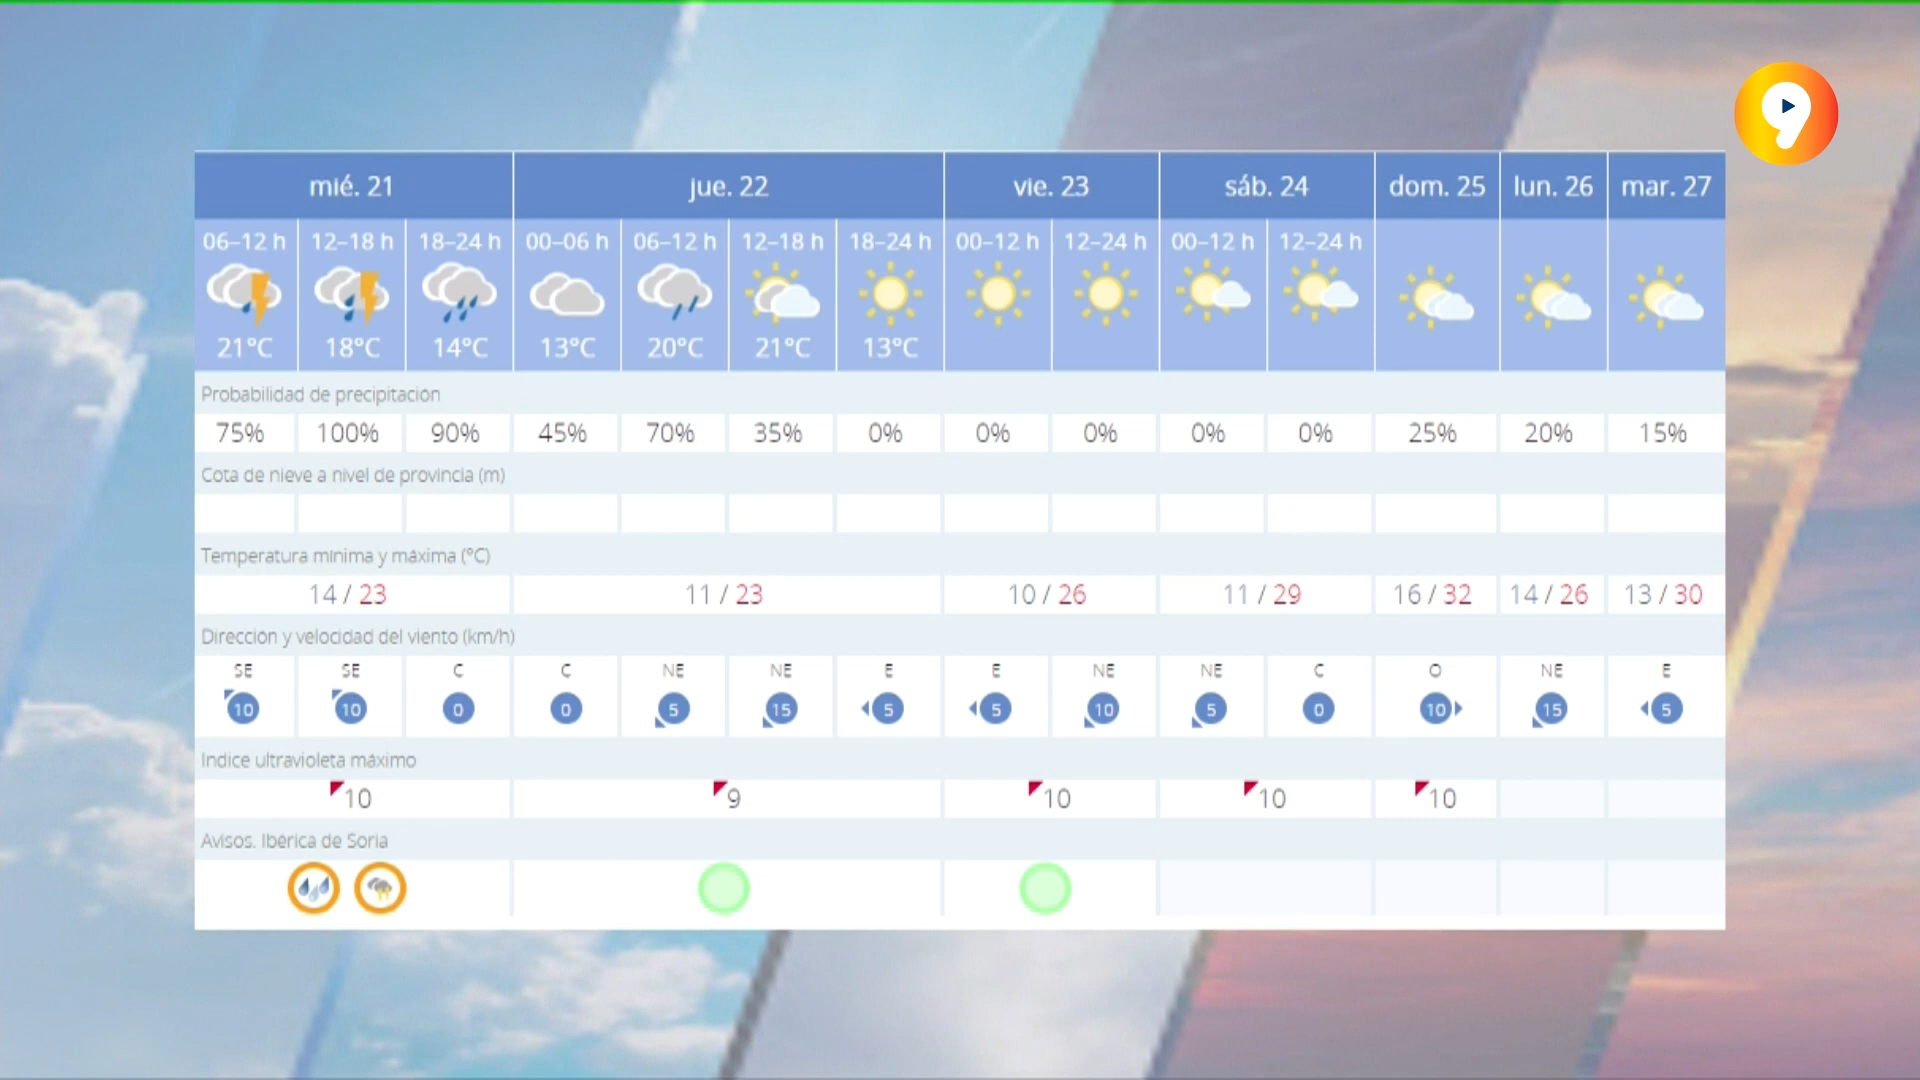 9
mié. 21 jue. 22 vie. 23 sáb. 24 dom. 25 lun. 26 mar. 27
06–12 h 12–18 h 18–24 h 00–06 h 06–12 h 12–18 h 18–24 h 00–12 h 12–24 h 00–12 h 12–24 h
21°C 18°C 14°C 13°C 20°C 21°C 13°C
Probabilidad de precipitación
75% 100% 90% 45% 70% 35% 0% 0% 0% 0% 0% 25% 20% 15%
Cota de nieve a nivel de provincia (m)
Temperatura mínima y máxima (°C)
14 / 23 11 / 23 10 / 26 11 / 29 16 / 32 14 / 26 13 / 30
Dirección y velocidad del viento (km/h)
SE SE C C NE NE E E NE NE C O NE E
10 10 0 0 5 15 5 5 10 5 0 10 15 5
Indice ultravioleta máximo
10 9 10 10 10
Avisos. Ibérica de Soria